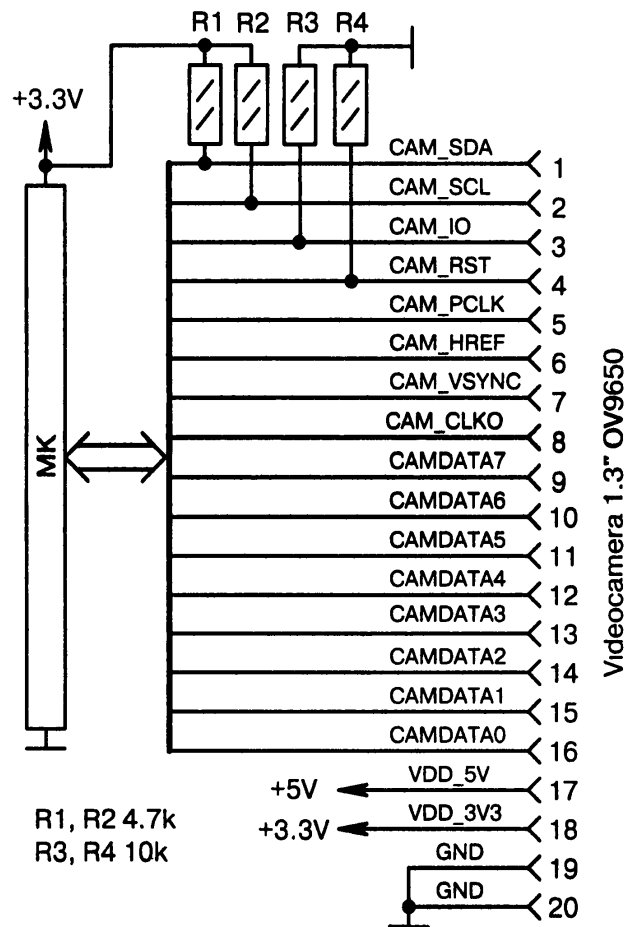 R1 R2 R3 R4
+3.3V
CAM_SDA 1
CAM_SCL 2
CAM_IO 3
CAM_RST 4
CAM_PCLK 5
CAM_HREF 6
CAM_VSYNC 7
CAM_CLKO 8
CAMDATA7 9
CAMDATA6 10
CAMDATA5 11
CAMDATA4 12
CAMDATA3 13
CAMDATA2 14
CAMDATA1 15
CAMDATA0 16
+5V VDD_5V 17
+3.3V VDD_3V3 18
GND 19
GND 20
MK
Videocamera 1.3" OV9650
R1, R2 4.7k
R3, R4 10k